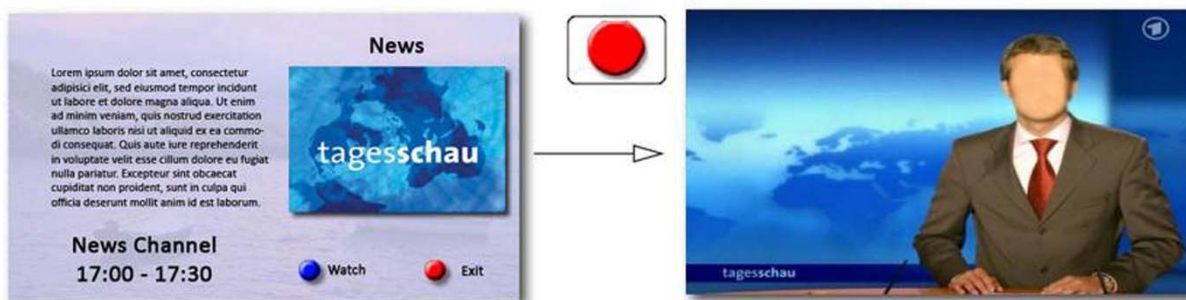 News
Lorem ipsum dolor sit amet, consectetur
adipisici elit, sed eiusmod tempor incidunt
ut labore et dolore magna aliqua. Ut enim
ad minim veniam, quis nostrud exercitation
ullamco laboris nisi ut aliquid ex ea commo-
di consequat. Quis aute iure reprehenderit
in voluptate velit esse cillum dolore eu fugiat
nulla pariatur. Excepteur sint obcaecat
cupiditat non proident, sunt in culpa qui
officia deserunt mollit anim id est laborum.
tagesschau
News Channel
17:00 - 17:30
Watch
Exit
1
tagesschau